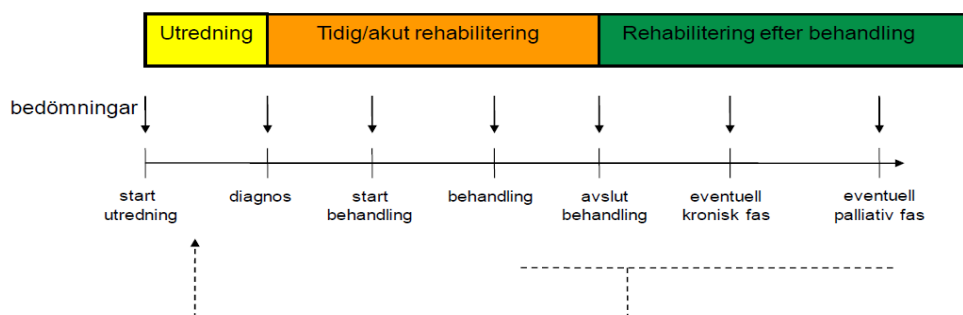 Utredning
Tidig/akut rehabilitering
Rehabilitering efter behandling
bedömningar
start
utredning
diagnos
start
behandling
behandling
avslut
behandling
eventuell
kronisk fas
eventuell
palliativ fas